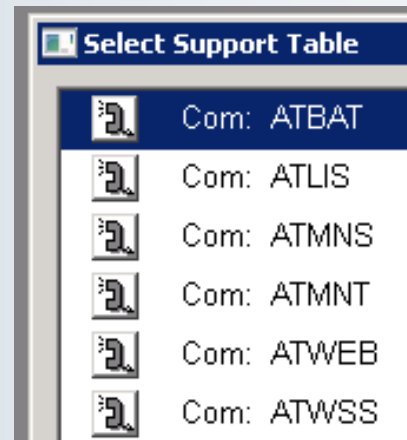 Select Support Table
Com: ATBAT
Com: ATLIS
Com: ATMNS
Com: ATMNT
Com: ATWEB
Com: ATWSS